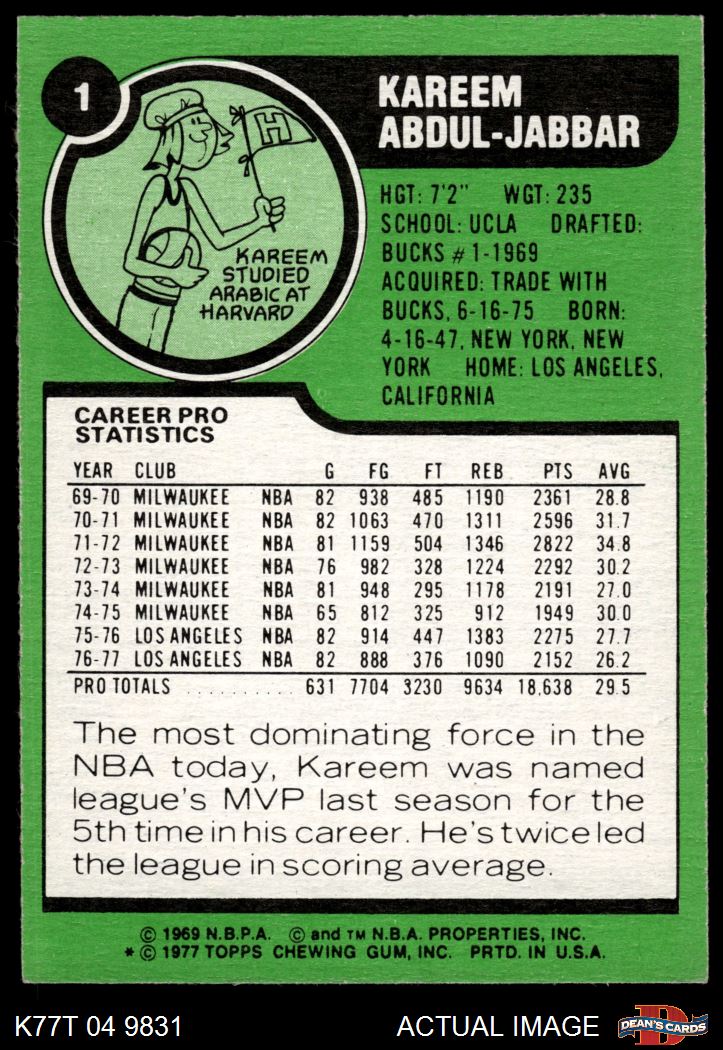 1
KAREEM
ABDUL-JABBAR
H
KAREEM
STUDIED
ARABIC AT
HARVARD
HGT: 7'2" WGT: 235
SCHOOL: UCLA DRAFTED:
BUCKS # 1-1969
ACQUIRED: TRADE WITH
BUCKS, 6-16-75 BORN:
4-16-47, NEW YORK, NEW
YORK HOME: LOS ANGELES,
CALIFORNIA
CAREER PRO
STATISTICS
YEAR CLUB G FG FT REB PTS AVG
69-70 MILWAUKEE NBA 82 938 485 1190 2361 28.8
70-71 MILWAUKEE NBA 82 1063 470 1311 2596 31.7
71-72 MILWAUKEE NBA 81 1159 504 1346 2822 34.8
72-73 MILWAUKEE NBA 76 982 328 1224 2292 30.2
73-74 MILWAUKEE NBA 81 948 295 1178 2191 27.0
74-75 MILWAUKEE NBA 65 812 325 912 1949 30.0
75-76 LOS ANGELES NBA 82 914 447 1383 2275 27.7
76-77 LOS ANGELES NBA 82 888 376 1090 2152 26.2
PRO TOTALS .......... 631 7704 3230 9634 18,638 29.5
The most dominating force in the
NBA today, Kareem was named
league's MVP last season for the
5th time in his career. He's twice led
the league in scoring average.
© 1969 N.B.P.A. © and TM N.B.A. PROPERTIES, INC.
* © 1977 TOPPS CHEWING GUM, INC. PRTD. IN U.S.A.
K77T 04 9831 ACTUAL IMAGE D DEAN'S CARDS